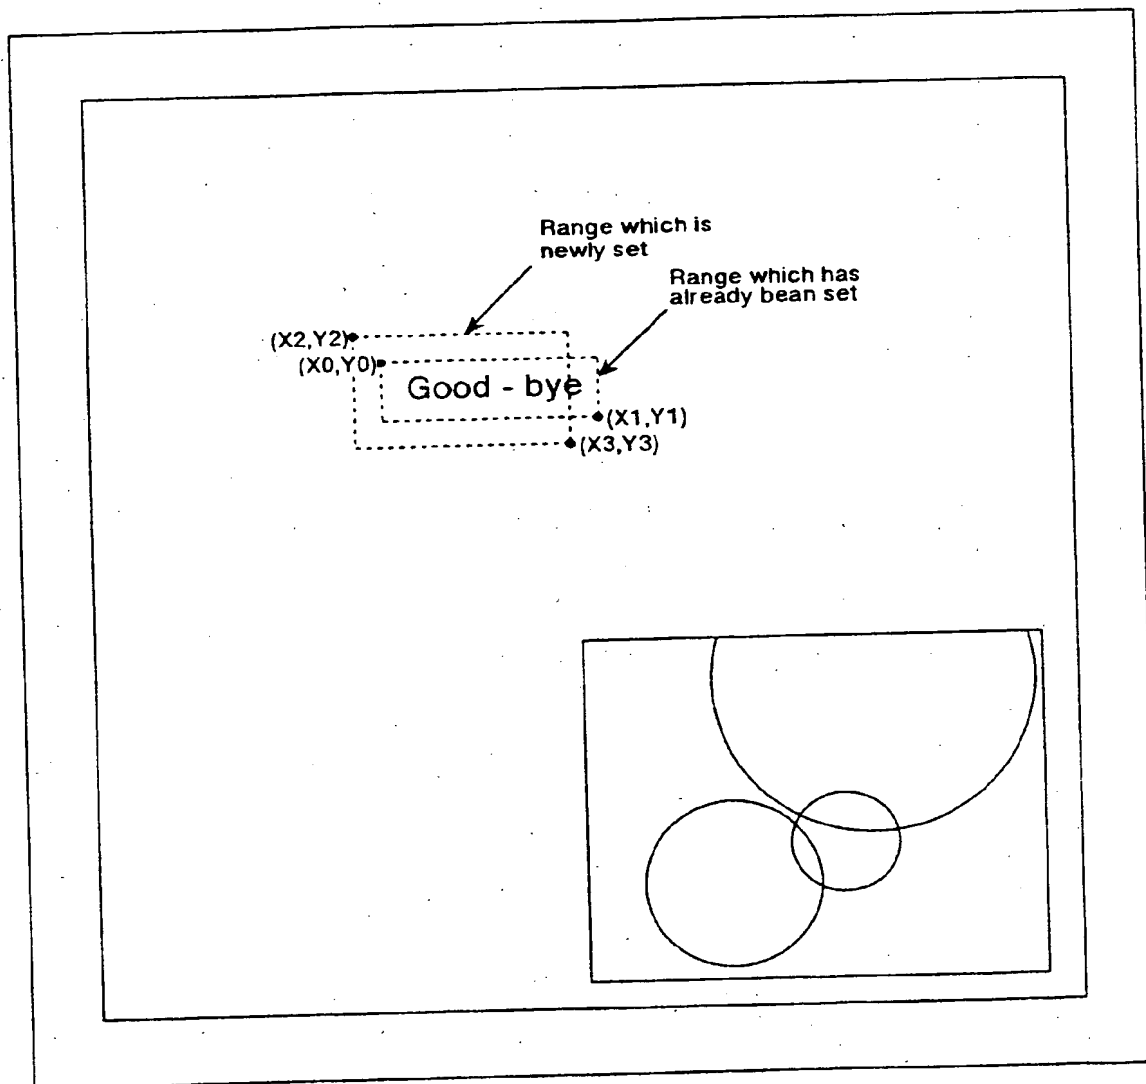 Range which is
newly set
Range which has
already bean set
(X2,Y2)
(X0,Y0)
Good - bye
(X1,Y1)
(X3,Y3)